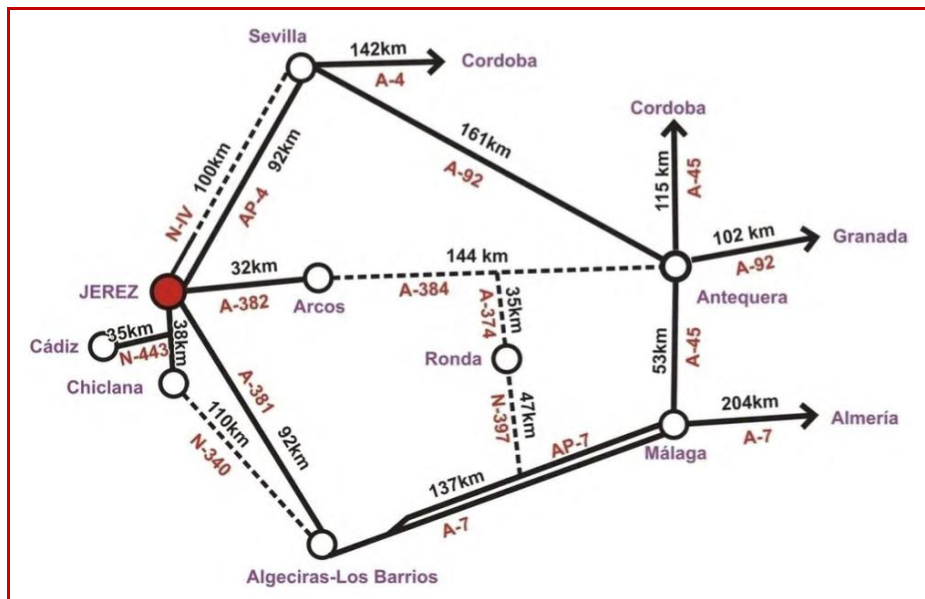 Sevilla
142km
A-4
Cordoba
Cordoba
161km
A-92
115 km
A-45
100km
92km
N-IV
AP-4
102 km
A-92
Granada
JEREZ
32km
A-382
Arcos
144 km
A-384
Antequera
35km
A-374
Cádiz
35km
N-443
38km
Chiclana
Ronda
53km
A-45
A-381
92km
110km
N-340
47km
N-397
204km
A-7
Almería
Málaga
AP-7
137km
A-7
Algeciras-Los Barrios